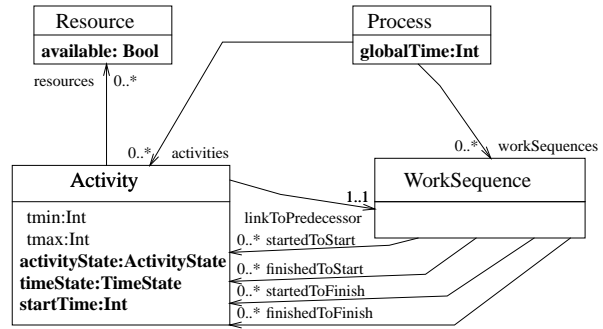 Resource
available: Bool
Process
globalTime:Int
resources 0..*
0..* activities
0..* workSequences
Activity
tmin:Int
tmax:Int
activityState:ActivityState
timeState:TimeState
startTime:Int
WorkSequence
1..1
linkToPredecessor
0..* startedToStart
0..* finishedToStart
0..* startedToFinish
0..* finishedToFinish